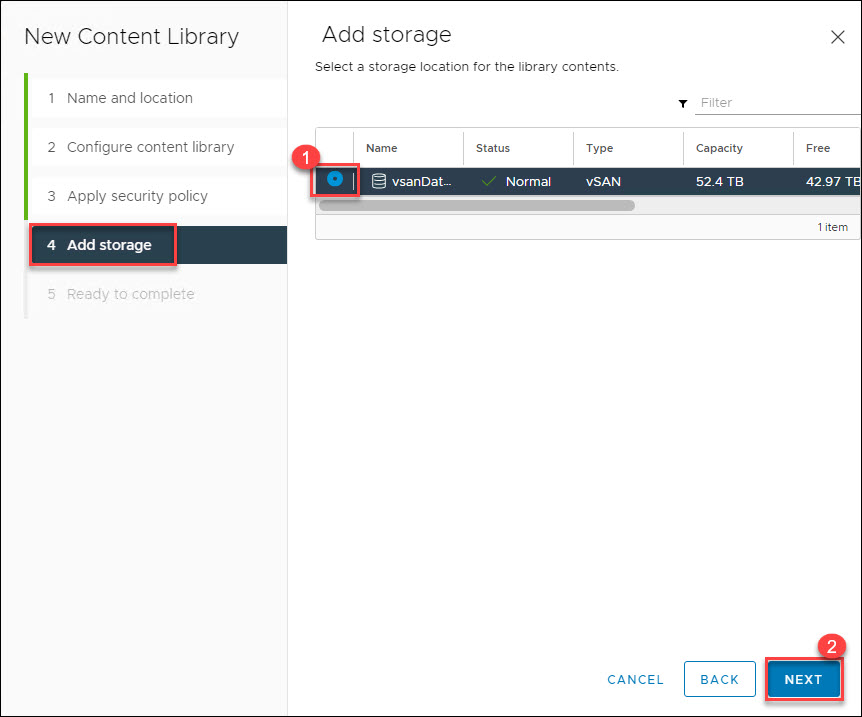 New Content Library
1 Name and location
2 Configure content library
3 Apply security policy
4 Add storage
5 Ready to complete
Add storage
Select a storage location for the library contents.
Filter
Name Status Type Capacity Free
1
vsanDat... Normal vSAN 52.4 TB 42.97 TB
1 item
2
CANCEL BACK NEXT